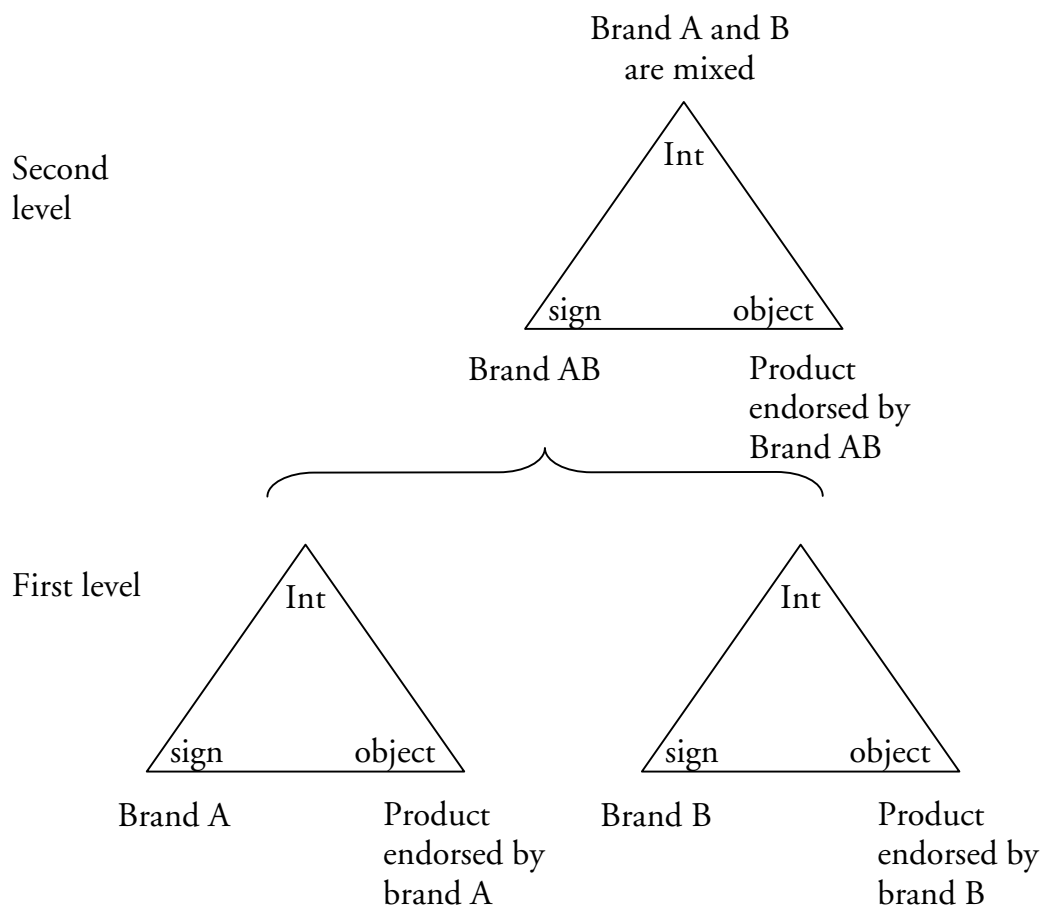 Brand A and B
are mixed
Second
level
Int
sign
object
Brand AB
Product
endorsed by
Brand AB
First level
Int
Int
sign
object
sign
object
Brand A
Product
endorsed by
brand A
Brand B
Product
endorsed by
brand B